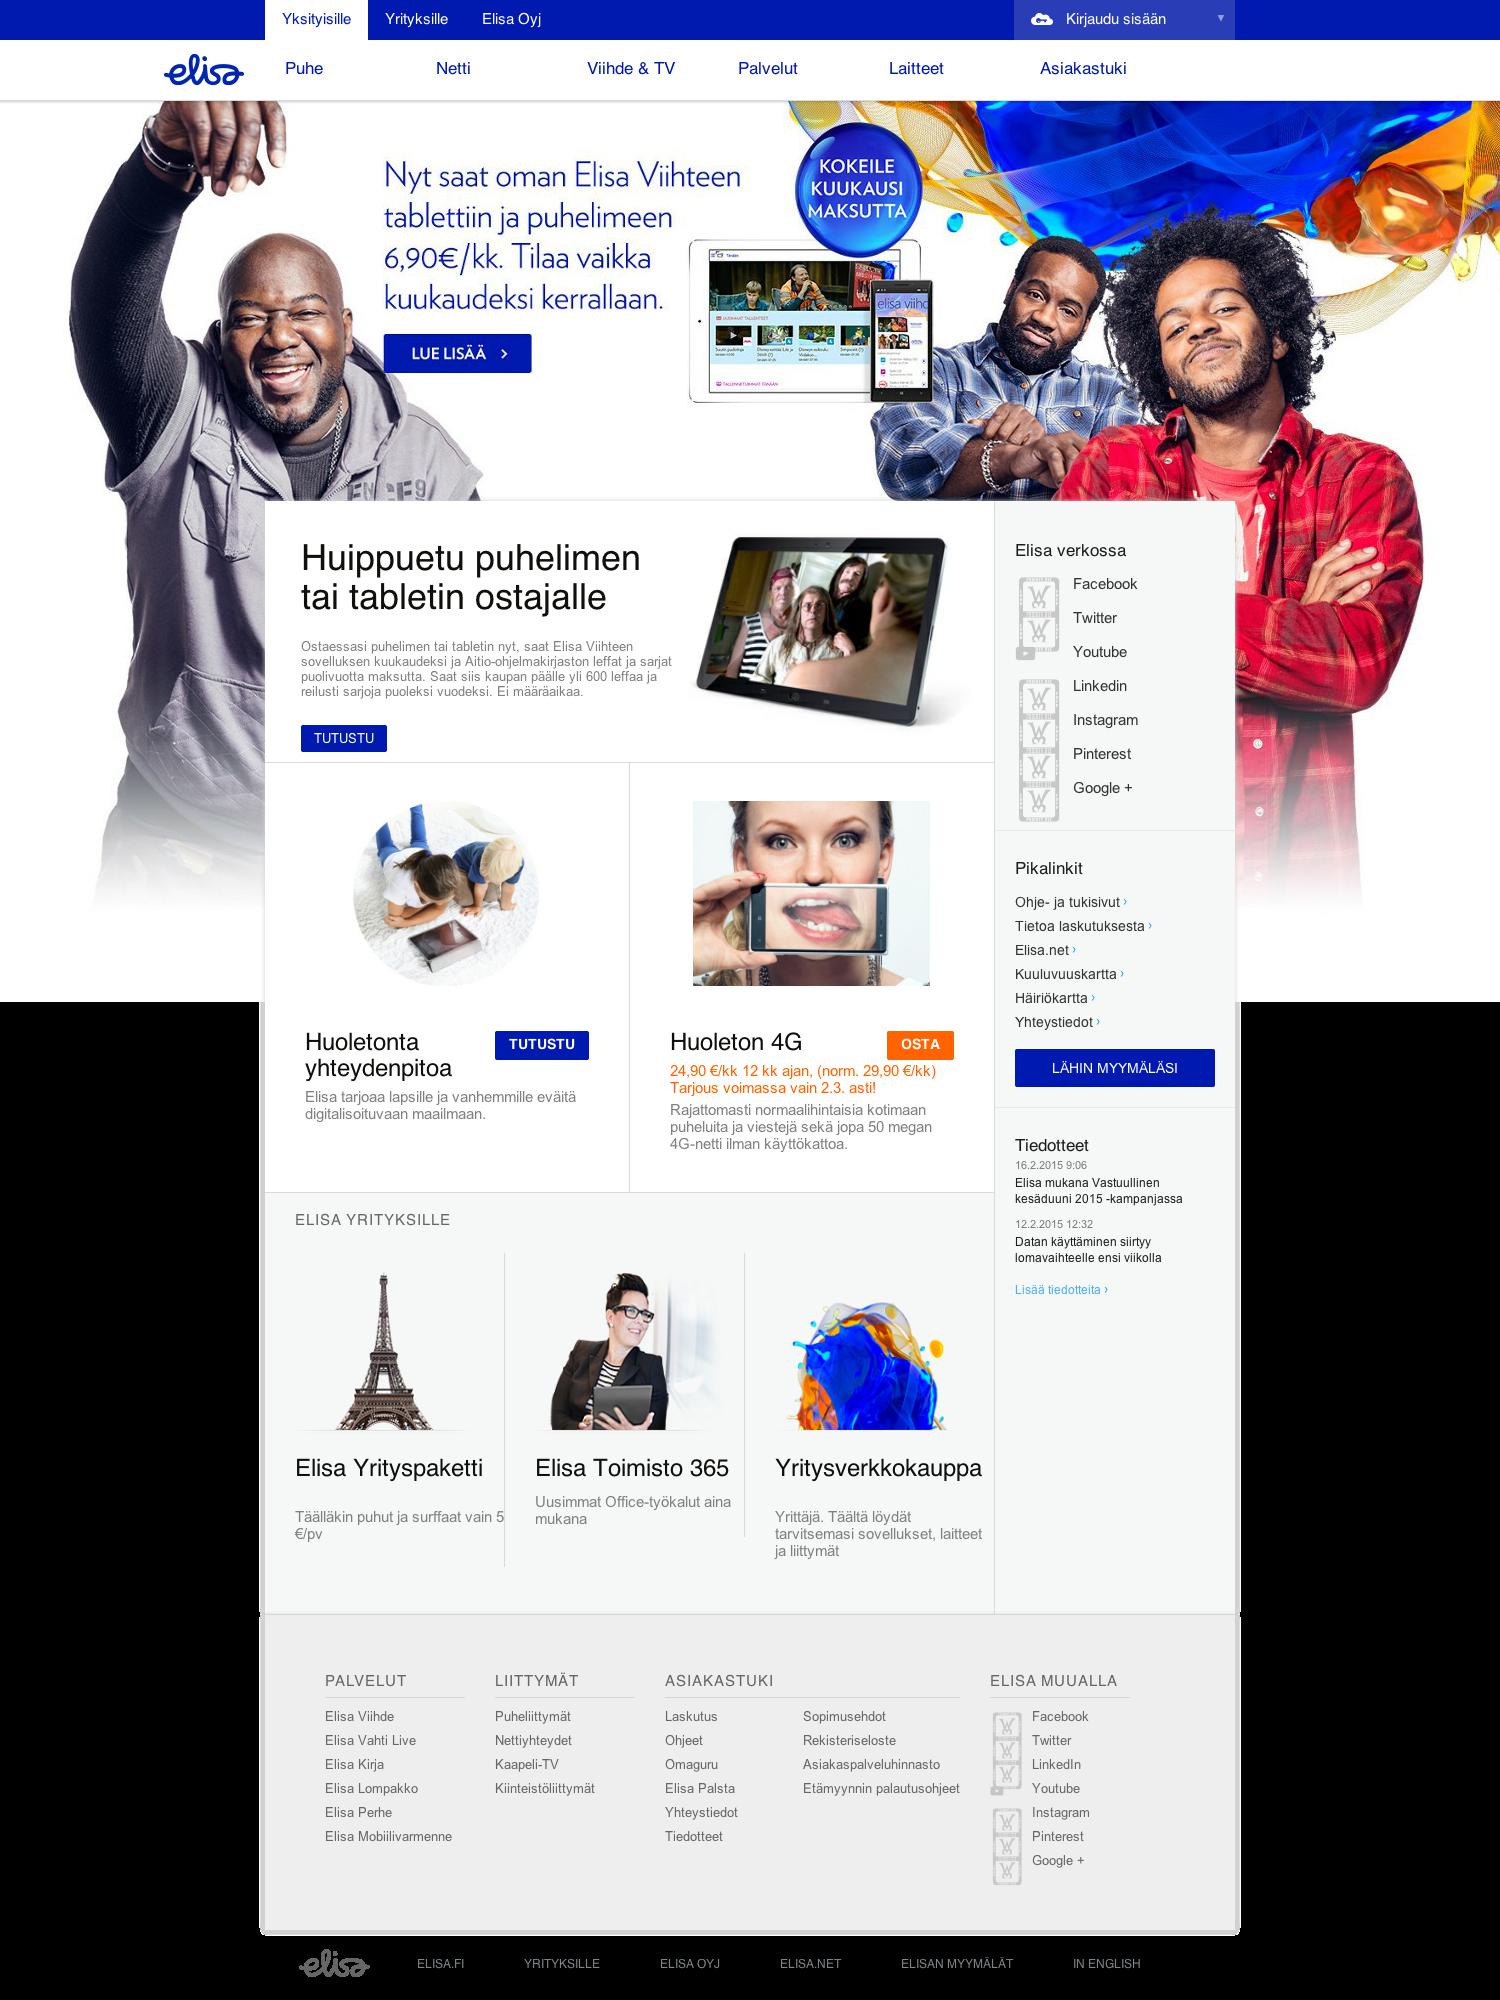 Yksityisille
Yrityksille
Elisa Oyj
Kirjaudu sisään
elisa
Puhe
Netti
Viihde & TV
Palvelut
Laitteet
Asiakastuki
Nyt saat oman Elisa Viihteen
tablettiin ja puhelimeen
6,90€/kk. Tilaa vaikka
kuukaudeksi kerrallaan.
LUE LISÄÄ
KOKEILE
KUUKAUSI
MAKSUTTA
Huippuetu puhelimen
tai tabletin ostajalle
Ostaessasi puhelimen tai tabletin nyt, saat Elisa Viihteen
sovelluksen kuukaudeksi ja Aitio-ohjelmakirjaston leffat ja sarjat
puolivuotta maksutta. Saat siis kaupan päälle yli 600 leffaa ja
reilusti sarjoja puoleksi vuodeksi. Ei määräaikaa.
TUTUSTU
Huoletonta
yhteydenpitoa
TUTUSTU
Elisa tarjoaa lapsille ja vanhemmille eväitä
digitalisoituvaan maailmaan.
Huoleton 4G
OSTA
24,90 €/kk 12 kk ajan, (norm. 29,90 €/kk)
Tarjous voimassa vain 2.3. asti!
Rajattomasti normaalihintaisia kotimaan
puheluita ja viestejä sekä jopa 50 megan
4G-netti ilman käyttökattoa.
Elisa verkossa
Facebook
Twitter
Youtube
Linkedin
Instagram
Pinterest
Google +
Pikalinkit
Ohje- ja tukisivut ›
Tietoa laskutuksesta ›
Elisa.net ›
Kuuluvuuskartta ›
Häiriökartta ›
Yhteystiedot ›
LÄHIN MYYMÄLÄSI
Tiedotteet
16.2.2015 9:06
Elisa mukana Vastuullinen
kesäduuni 2015 -kampanjassa
12.2.2015 12:32
Datan käyttäminen siirtyy
lomavaihteelle ensi viikolla
Lisää tiedotteita ›
ELISA YRITYKSILLE
Elisa Yrityspaketti
Täälläkin puhut ja surffaat vain 5
€/pv
Elisa Toimisto 365
Uusimmat Office-työkalut aina
mukana
Yritysverkkokauppa
Yrittäjä. Täältä löydät
tarvitsemasi sovellukset, laitteet
ja liittymät
PALVELUT
Elisa Viihde
Elisa Vahti Live
Elisa Kirja
Elisa Lompakko
Elisa Perhe
Elisa Mobiilivarmenne
LIITTYMÄT
Puheliittymät
Nettiyhteydet
Kaapeli-TV
Kiinteistöliittymät
ASIAKASTUKI
Laskutus
Ohjeet
Omaguru
Elisa Palsta
Yhteystiedot
Tiedotteet
Sopimusehdot
Rekisteriseloste
Asiakaspalveluhinnasto
Etämyynnin palautusohjeet
ELISA MUUALLA
Facebook
Twitter
LinkedIn
Youtube
Instagram
Pinterest
Google +
elisa
ELISA.FI
YRITYKSILLE
ELISA OYJ
ELISA.NET
ELISAN MYYMÄLÄT
IN ENGLISH